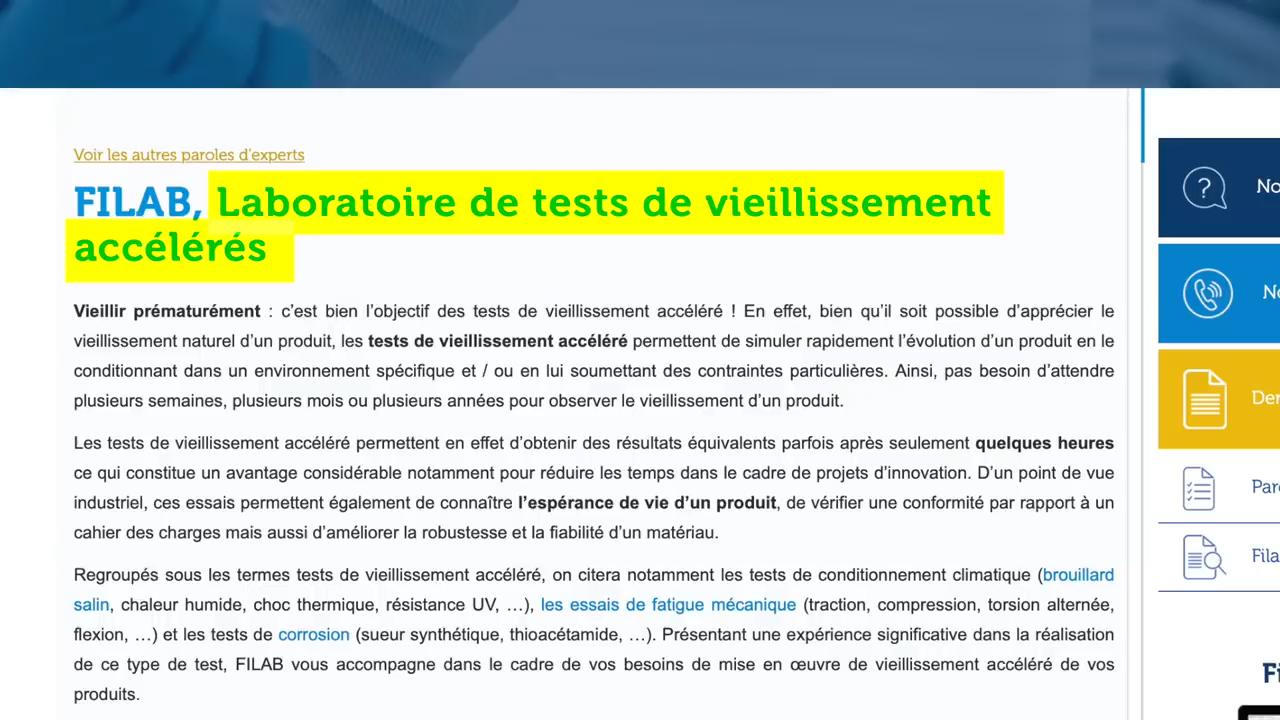 Voir les autres paroles d'experts
FILAB, Laboratoire de tests de vieillissement
accélérés
Vieillir prématurément : c’est bien l’objectif des tests de vieillissement accéléré ! En effet, bien qu’il soit possible d’apprécier le
vieillissement naturel d’un produit, les tests de vieillissement accéléré permettent de simuler rapidement l’évolution d’un produit en le
conditionnant dans un environnement spécifique et / ou en lui soumettant des contraintes particulières. Ainsi, pas besoin d’attendre
plusieurs semaines, plusieurs mois ou plusieurs années pour observer le vieillissement d’un produit.
Les tests de vieillissement accéléré permettent en effet d’obtenir des résultats équivalents parfois après seulement quelques heures
ce qui constitue un avantage considérable notamment pour réduire les temps dans le cadre de projets d’innovation. D’un point de vue
industriel, ces essais permettent également de connaître l’espérance de vie d’un produit, de vérifier une conformité par rapport à un
cahier des charges mais aussi d’améliorer la robustesse et la fiabilité d’un matériau.
Regroupés sous les termes tests de vieillissement accéléré, on citera notamment les tests de conditionnement climatique (brouillard
salin, chaleur humide, choc thermique, résistance UV, …), les essais de fatigue mécanique (traction, compression, torsion alternée,
flexion, …) et les tests de corrosion (sueur synthétique, thioacétamide, …). Présentant une expérience significative dans la réalisation
de ce type de test, FILAB vous accompagne dans le cadre de vos besoins de mise en œuvre de vieillissement accéléré de vos
produits.